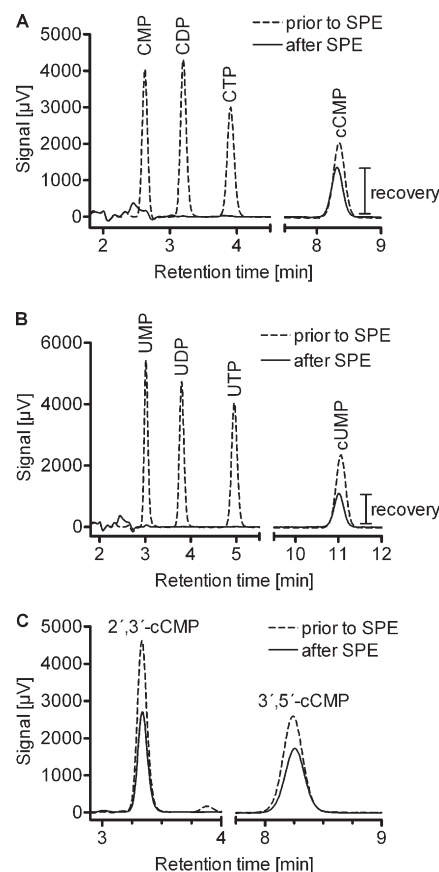 A
prior to SPE
after SPE
CMP
CDP
CTP
cCMP
recovery
Signal [µV]
5000
4000
3000
2000
1000
0
2 3 4 8 9
Retention time [min]
B
prior to SPE
after SPE
UMP
UDP
UTP
cUMP
recovery
Signal [µV]
6000
4000
2000
0
2 3 4 5 10 11 12
Retention time [min]
C
prior to SPE
after SPE
2´,3´-cCMP
3´,5´-cCMP
Signal [µV]
5000
4000
3000
2000
1000
0
3 4 8 9
Retention time [min]